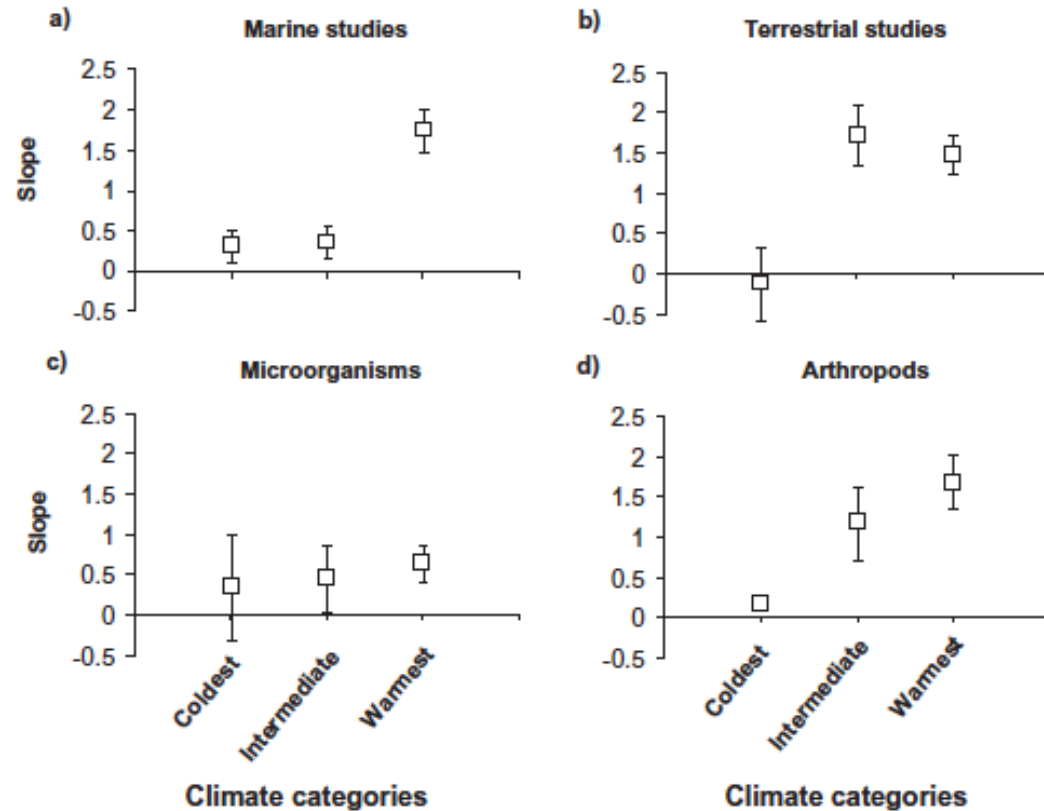 a)
Marine studies
2.5
2
1.5
1
0.5
0
-0.5
Slope
b)
Terrestrial studies
2.5
2
1.5
1
0.5
0
-0.5
c)
Microorganisms
2.5
2
1.5
1
0.5
0
-0.5
Slope
Coldest
Intermediate
Warmest
Climate categories
d)
Arthropods
2.5
2
1.5
1
0.5
0
-0.5
Coldest
Intermediate
Warmest
Climate categories